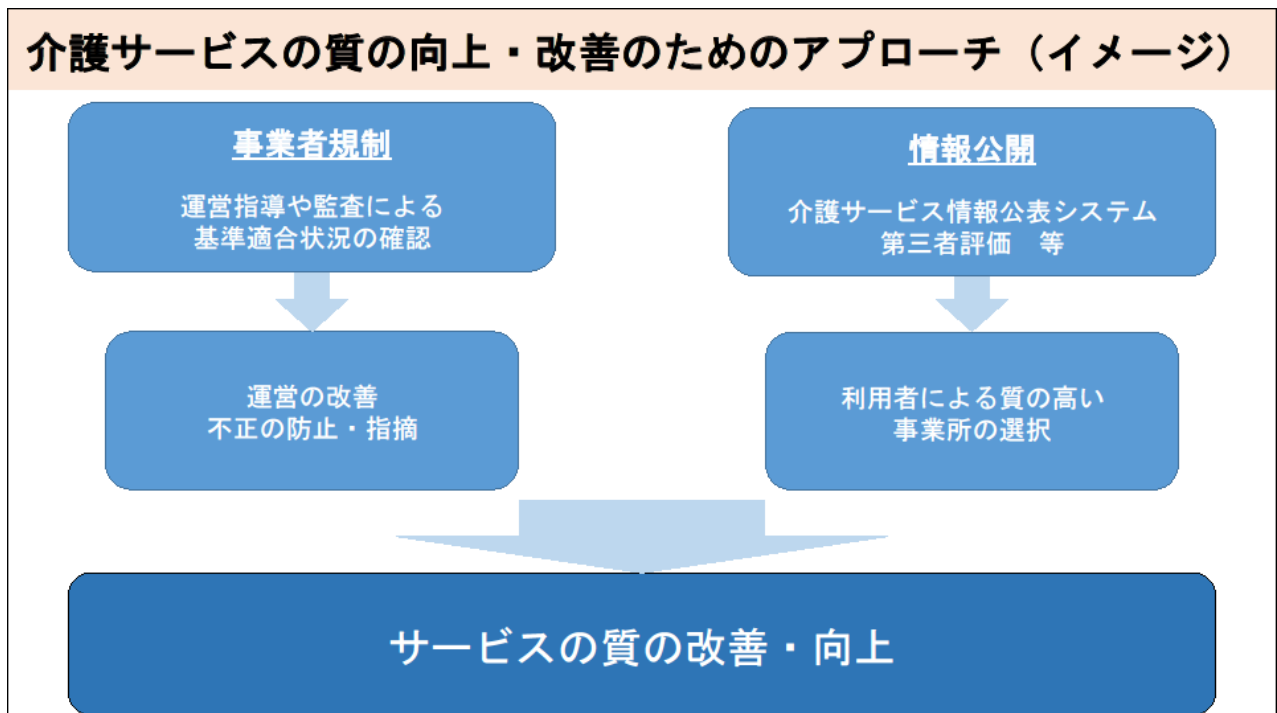 介護サービスの質の向上・改善のためのアプローチ（イメージ）
事業者規制
運営指導や監査による
基準適合状況の確認
情報公開
介護サービス情報公表システム
第三者評価　等
運営の改善
不正の防止・指摘
利用者による質の高い
事業所の選択
サービスの質の改善・向上